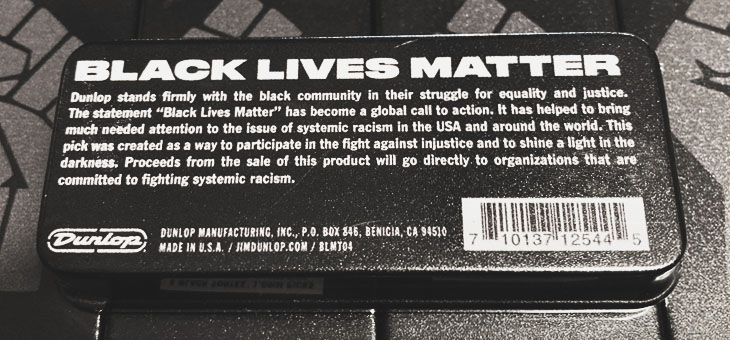 BLACK LIVES MATTER
Dunlop stands firmly with the black community in their struggle for equality and justice.
The statement "Black Lives Matter" has become a global call to action. It has helped to bring
much needed attention to the issue of systemic racism in the USA and around the world. This
pick was created as a way to participate in the fight against injustice and to shine a light in the
darkness. Proceeds from the sale of this product will go directly to organizations that are
committed to fighting systemic racism.
Dunlop
DUNLOP MANUFACTURING, INC., P.O. BOX 846, BENICIA, CA 94510
MADE IN U.S.A. / JIMDUNLOP.COM / BLMT04
7 10137 12544 5